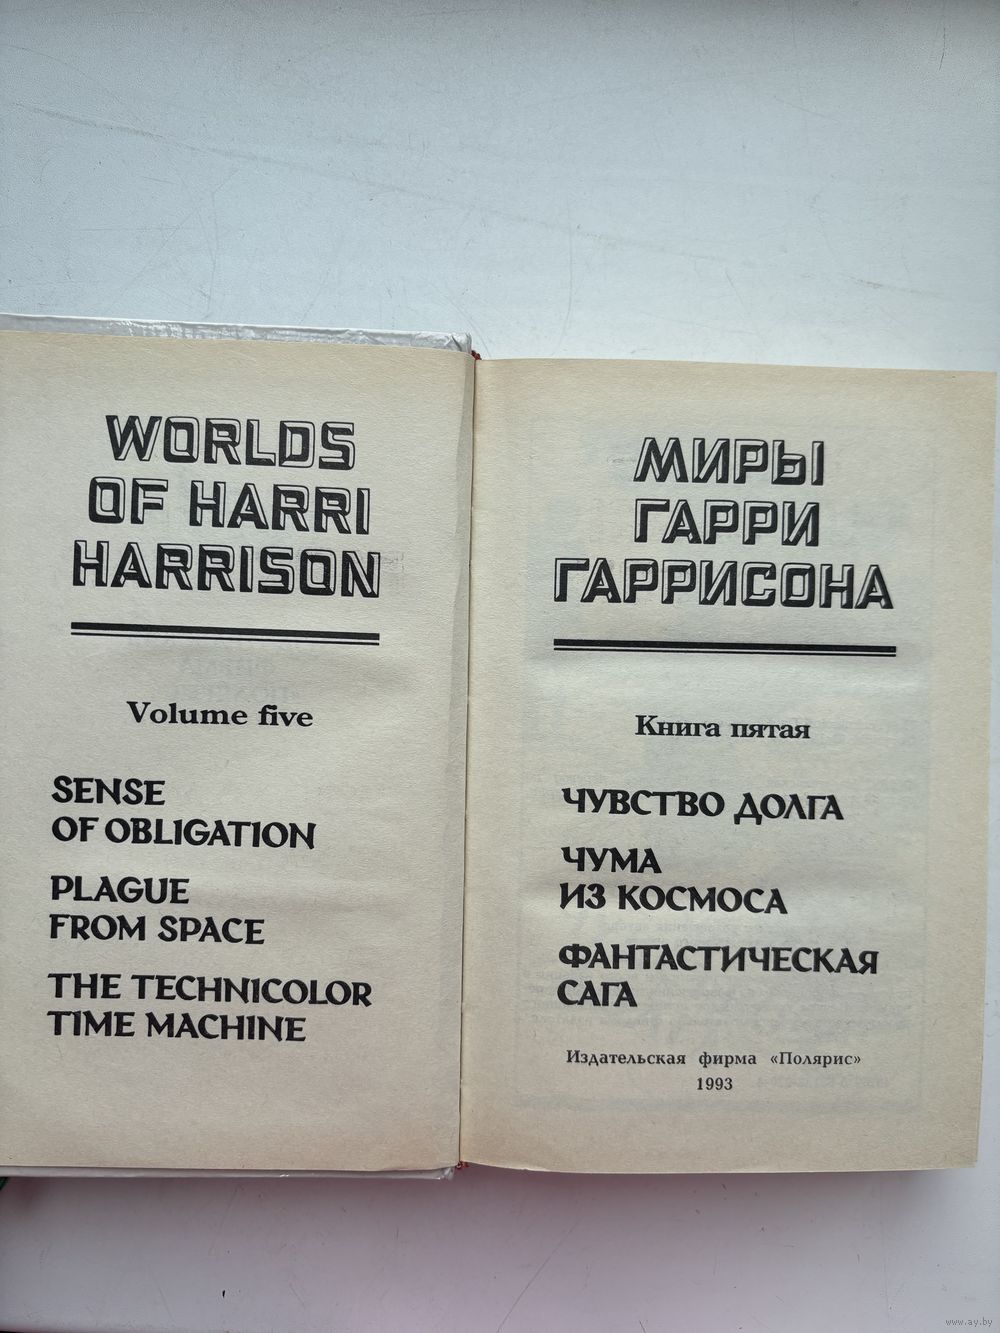 WORLDS
OF HARRI
HARRISON
Volume five
SENSE
OF OBLIGATION
PLAGUE
FROM SPACE
THE TECHNICOLOR
TIME MACHINE
МИРЫ
ГАРРИ
ГАРРИСОНА
Книга пятая
ЧУВСТВО ДОЛГА
ЧУМА
ИЗ КОСМОСА
ФАНТАСТИЧЕСКАЯ
САГА
Издательская фирма «Полярис»
1993
www.ay.by